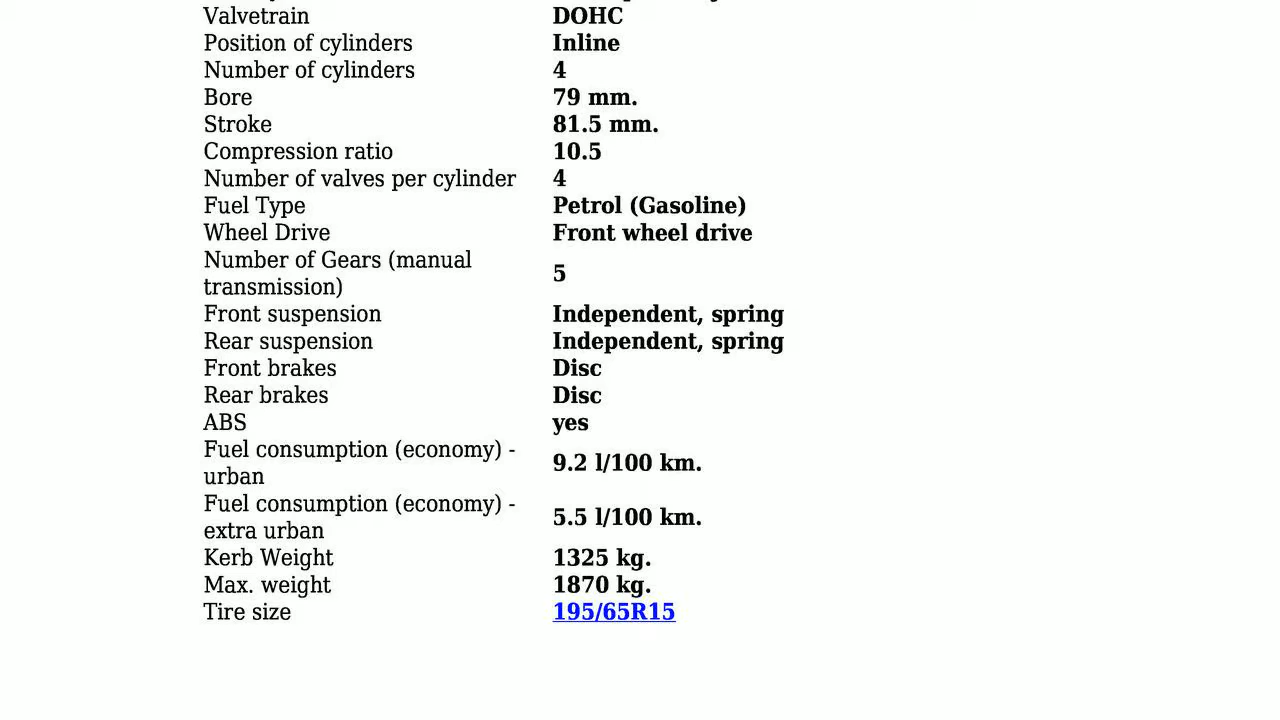 Valvetrain DOHC
Position of cylinders Inline
Number of cylinders 4
Bore 79 mm.
Stroke 81.5 mm.
Compression ratio 10.5
Number of valves per cylinder 4
Fuel Type Petrol (Gasoline)
Wheel Drive Front wheel drive
Number of Gears (manual
transmission) 5
Front suspension Independent, spring
Rear suspension Independent, spring
Front brakes Disc
Rear brakes Disc
ABS yes
Fuel consumption (economy) -
urban 9.2 l/100 km.
Fuel consumption (economy) -
extra urban 5.5 l/100 km.
Kerb Weight 1325 kg.
Max. weight 1870 kg.
Tire size 195/65R15